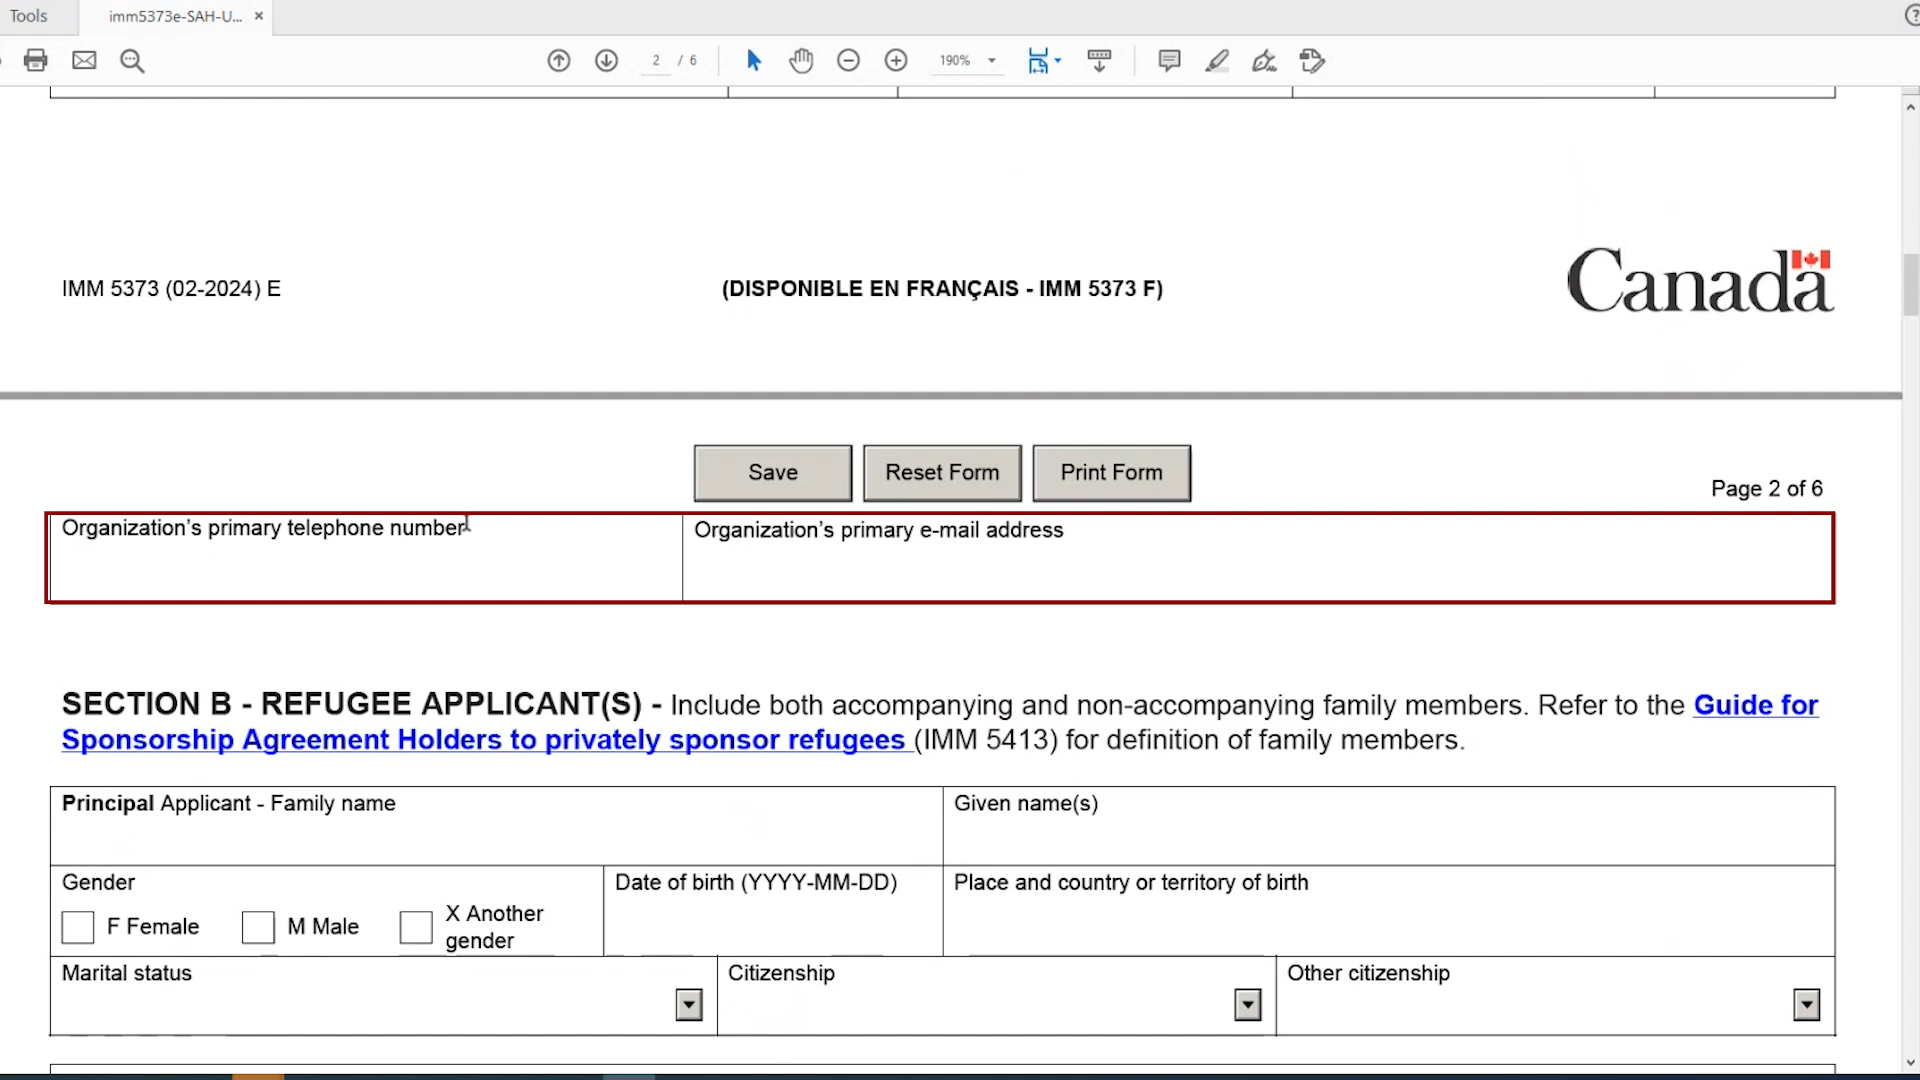 Tools
imm5373e-SAH-U... ×
2 / 6
190%
IMM 5373 (02-2024) E
(DISPONIBLE EN FRANÇAIS - IMM 5373 F)
Canada
Save
Reset Form
Print Form
Page 2 of 6
Organization’s primary telephone number
Organization’s primary e-mail address
SECTION B - REFUGEE APPLICANT(S) - Include both accompanying and non-accompanying family members. Refer to the Guide for
Sponsorship Agreement Holders to privately sponsor refugees (IMM 5413) for definition of family members.
Principal Applicant - Family name
Given name(s)
Gender
F Female
M Male
X Another
gender
Date of birth (YYYY-MM-DD)
Place and country or territory of birth
Marital status
Citizenship
Other citizenship